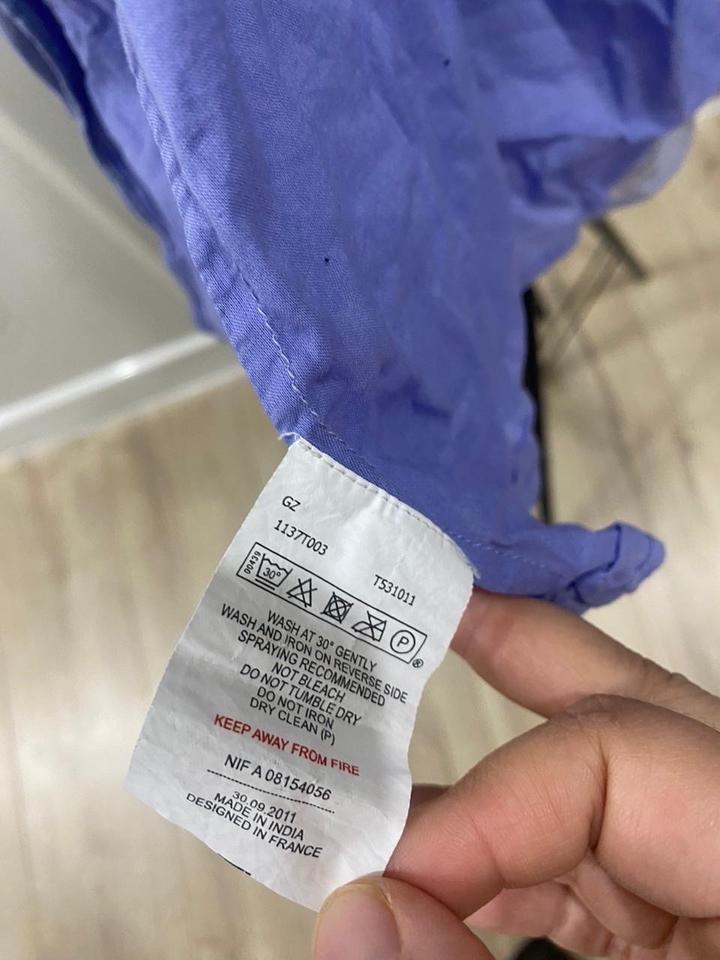 GZ
1137T003 T531011
00439 30° P ®
WASH AT 30° GENTLY
WASH AND IRON ON REVERSE SIDE
SPRAYING RECOMMENDED
NOT BLEACH
DO NOT TUMBLE DRY
DO NOT IRON
DRY CLEAN (P)
KEEP AWAY FROM FIRE
NIF A 08154056
30.09.2011
MADE IN INDIA
DESIGNED IN FRANCE